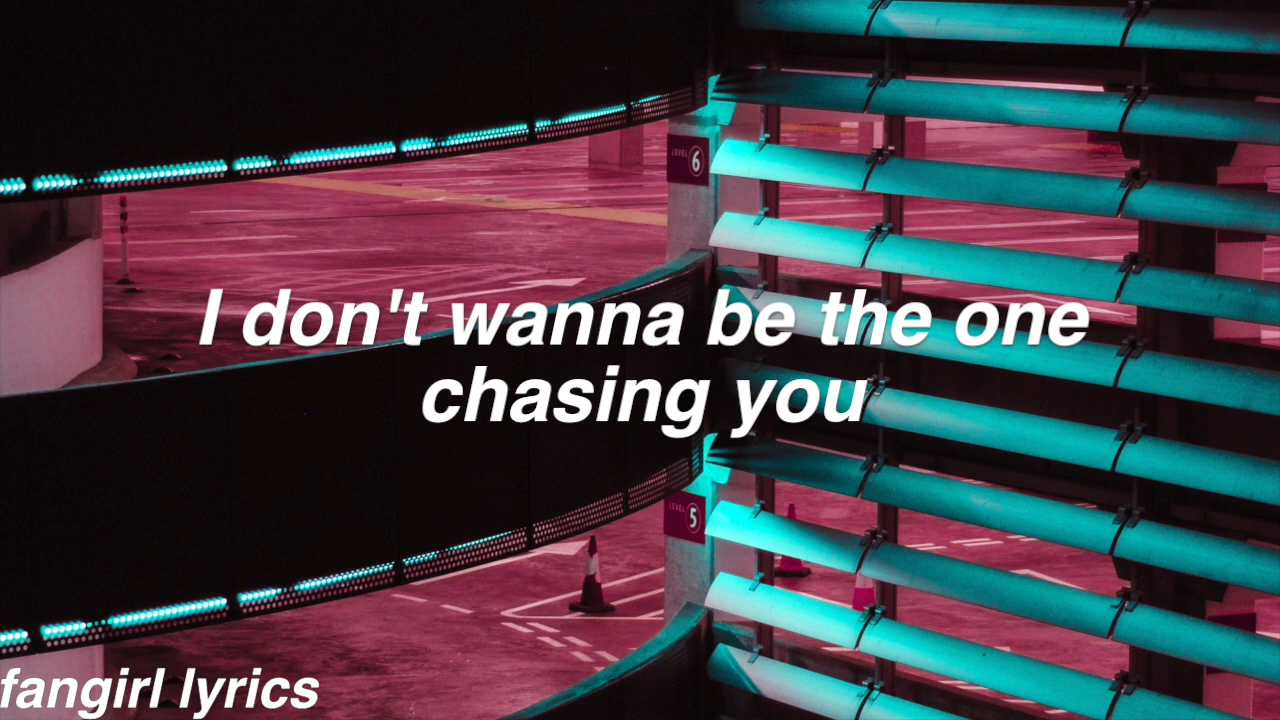 LEVEL 6
I don't wanna be the one
chasing you
LEVEL 5
fangirl lyrics